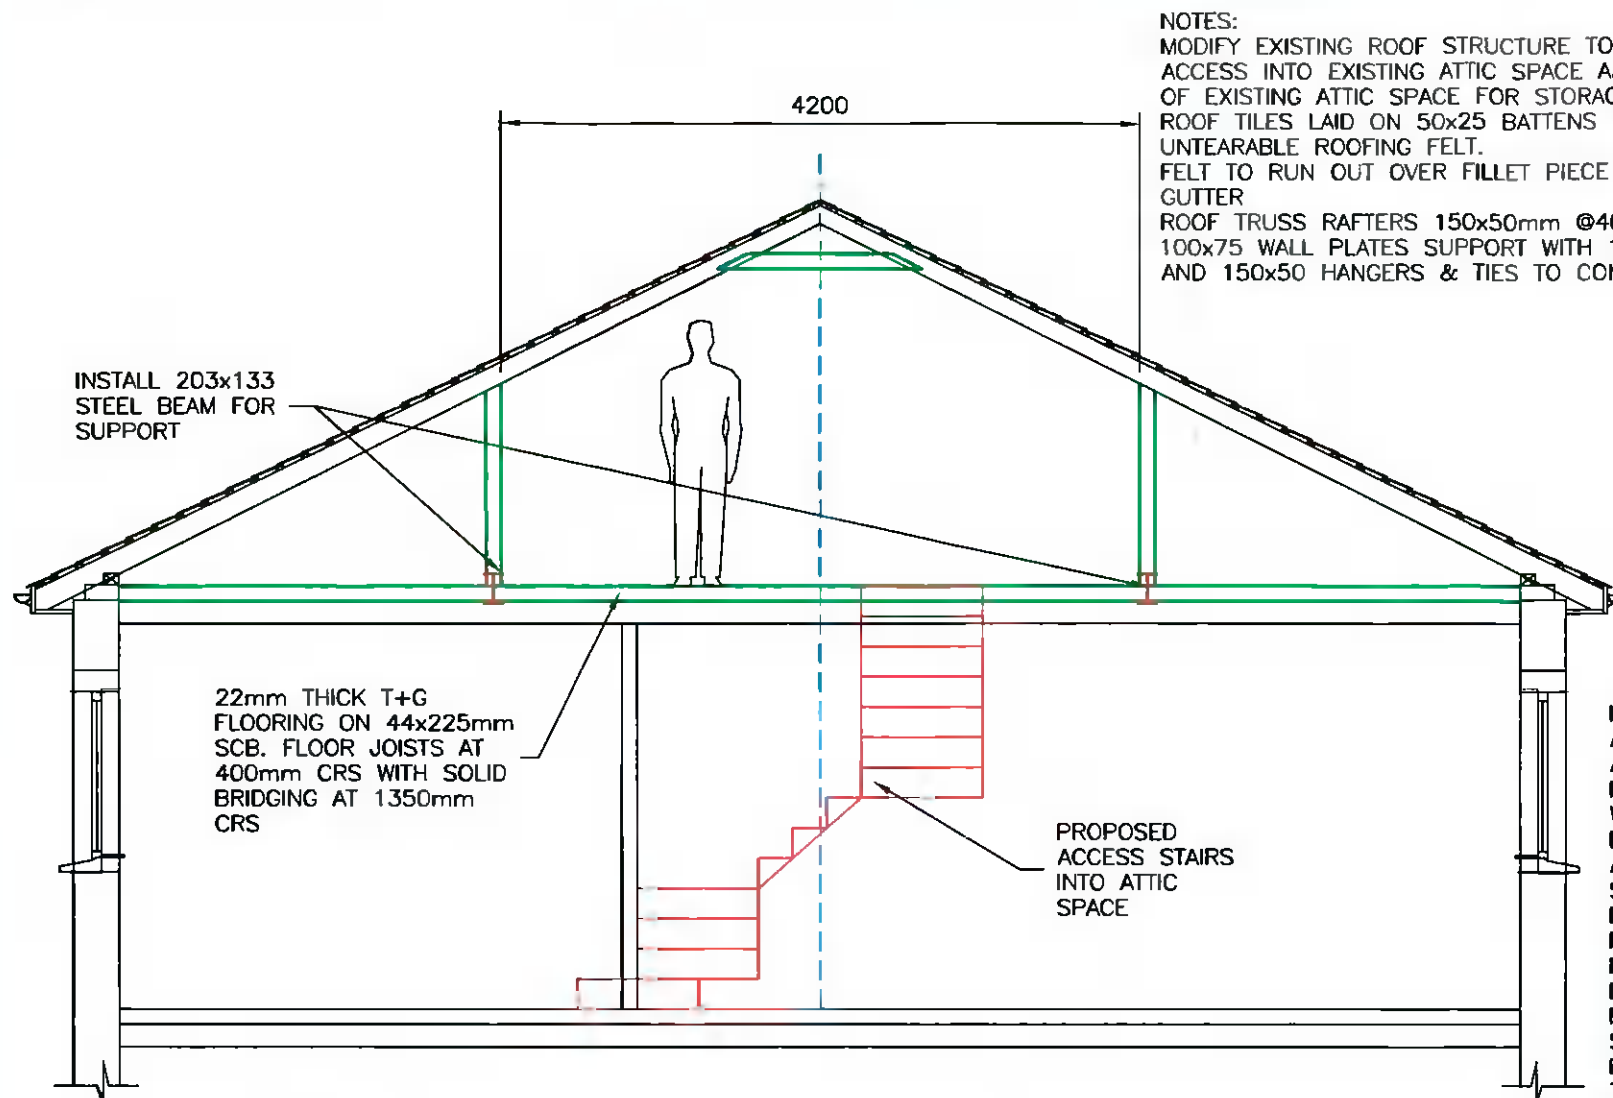 NOTES:
MODIFY EXISTING ROOF STRUCTURE TO
ACCESS INTO EXISTING ATTIC SPACE
OF EXISTING ATTIC SPACE FOR
ROOF TILES LAID ON 50x25 BATTENS
UNTEARABLE ROOFING FELT.
FELT TO RUN OUT OVER FILLET PIECE
GUTTER
ROOF TRUSS RAFTERS 150x50mm
100x75 WALL PLATES SUPPORT WITH
AND 150x50 HANGERS & TIES TO
4200
INSTALL 203x133
STEEL BEAM FOR
SUPPORT
22mm THICK T+G
FLOORING ON 44x225mm
SCB. FLOOR JOISTS AT
400mm CRS WITH SOLID
BRIDGING AT 1350mm
CRS
PROPOSED
ACCESS STAIRS
INTO ATTIC
SPACE